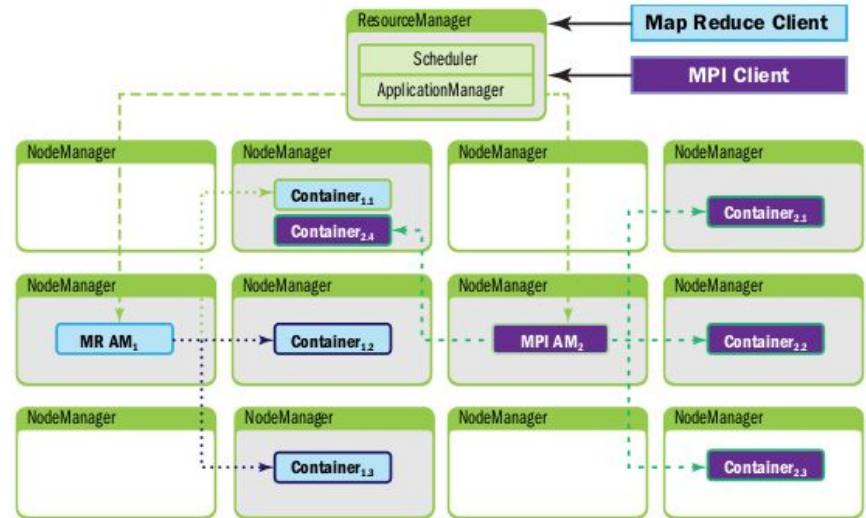 ResourceManager
Map Reduce Client
Scheduler
MPI Client
ApplicationManager
NodeManager
NodeManager
NodeManager
NodeManager
Container1.1
Container2.4
Container2.1
NodeManager
NodeManager
NodeManager
NodeManager
MR AM1
Container1.2
MPI AM2
Container2.2
NodeManager
NodeManager
NodeManager
NodeManager
Container1.3
Container2.3